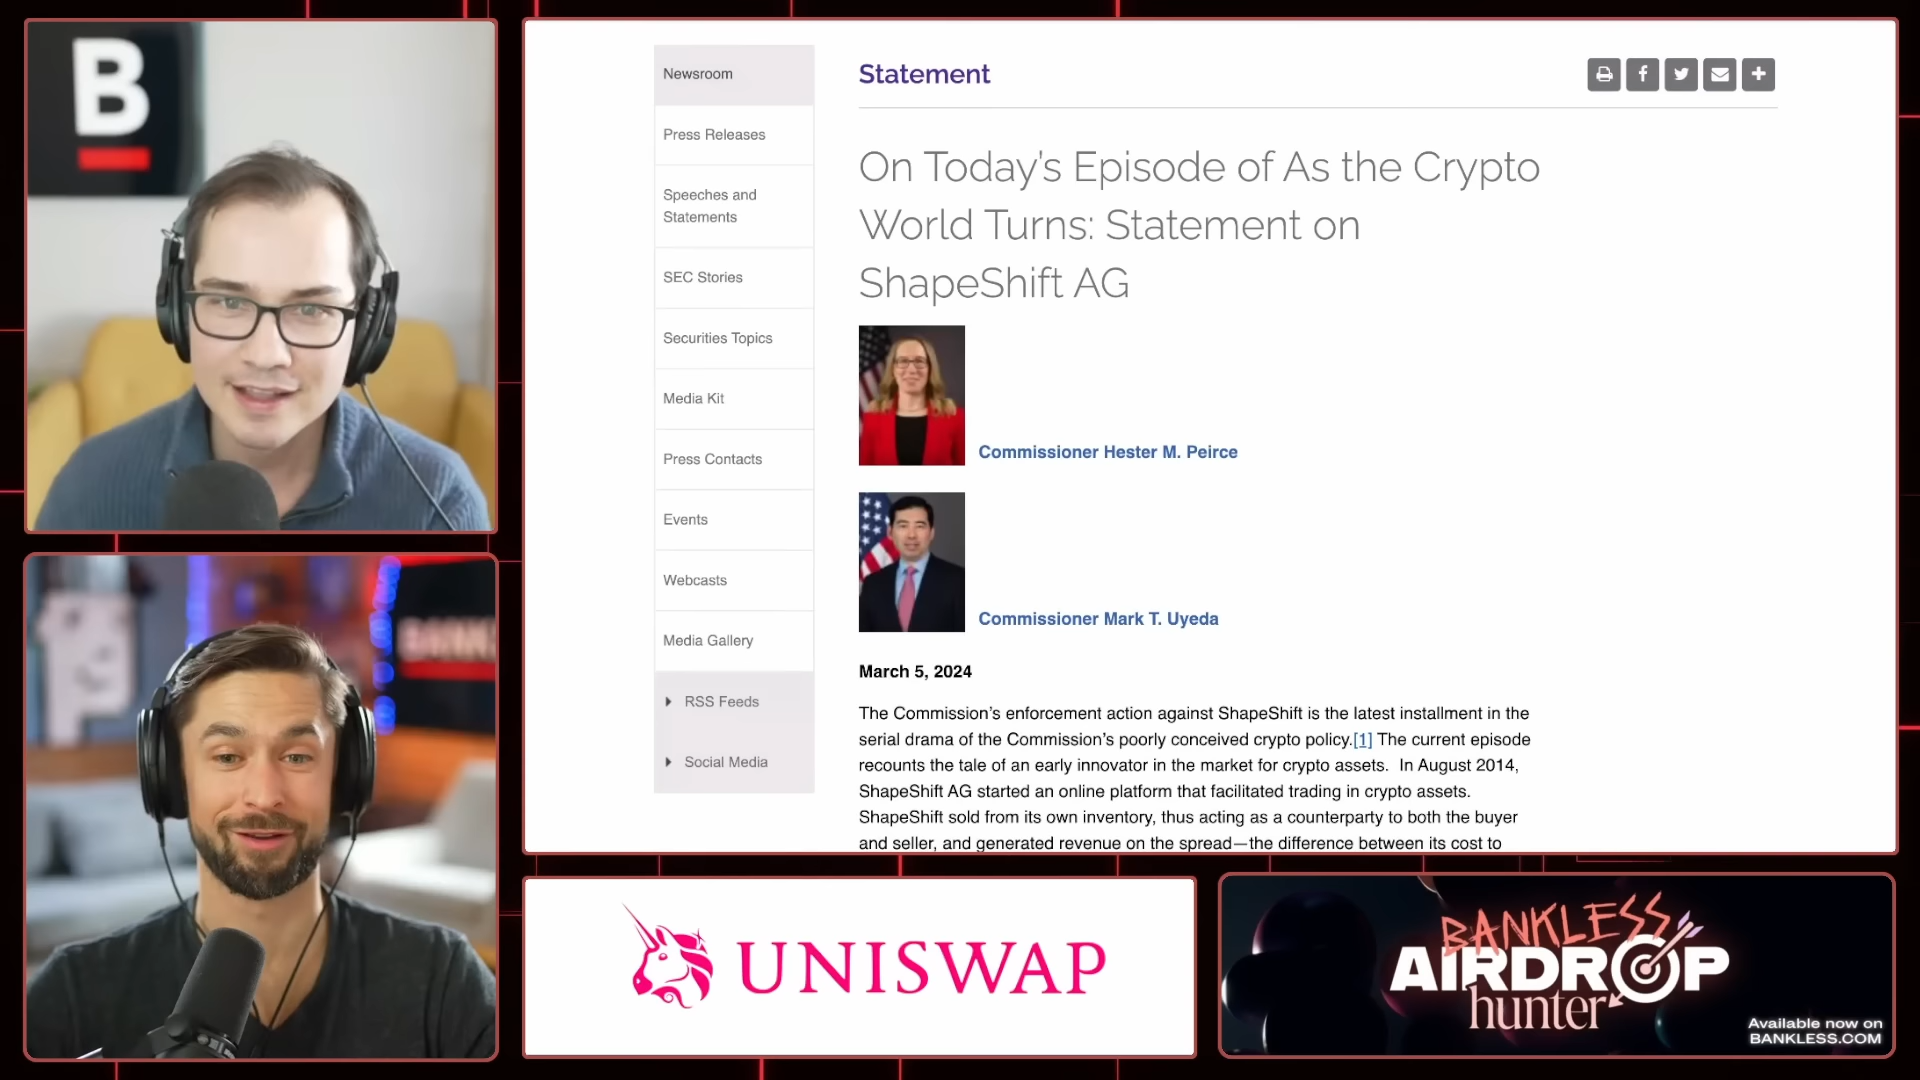 B
BANKL
Newsroom
Press Releases
Speeches and
Statements
SEC Stories
Securities Topics
Media Kit
Press Contacts
Events
Webcasts
Media Gallery
RSS Feeds
Social Media
Statement
On Today's Episode of As the Crypto
World Turns: Statement on
ShapeShift AG
Commissioner Hester M. Peirce
Commissioner Mark T. Uyeda
March 5, 2024
The Commission’s enforcement action against ShapeShift is the latest installment in the
serial drama of the Commission’s poorly conceived crypto policy.[1] The current episode
recounts the tale of an early innovator in the market for crypto assets. In August 2014,
ShapeShift AG started an online platform that facilitated trading in crypto assets.
ShapeShift sold from its own inventory, thus acting as a counterparty to both the buyer
and seller, and generated revenue on the spread—the difference between its cost to
UNISWAP
BANKLESS
AIRDROP
hunter
Available now on
BANKLESS.COM